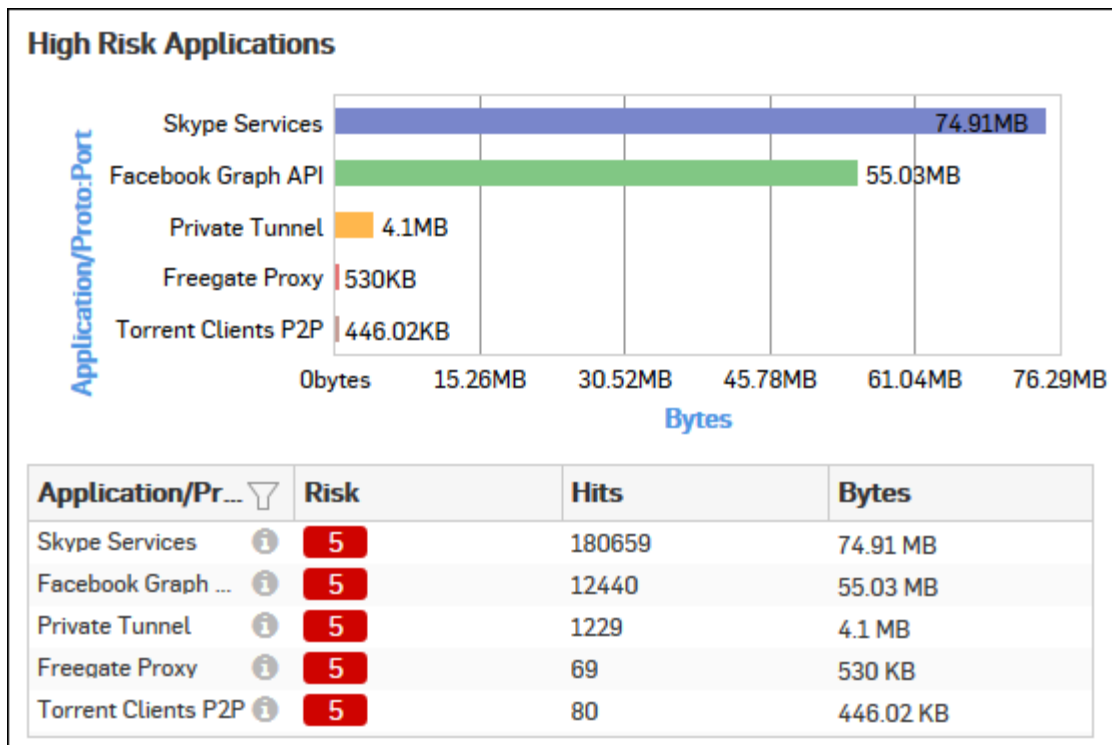 High Risk Applications
Application/Proto:Port
Skype Services 74.91MB
Facebook Graph API 55.03MB
Private Tunnel 4.1MB
Freegate Proxy 530KB
Torrent Clients P2P 446.02KB
0bytes 15.26MB 30.52MB 45.78MB 61.04MB 76.29MB
Bytes
Application/Pr... Risk Hits Bytes
Skype Services 5 180659 74.91 MB
Facebook Graph ... 5 12440 55.03 MB
Private Tunnel 5 1229 4.1 MB
Freegate Proxy 5 69 530 KB
Torrent Clients P2P 5 80 446.02 KB